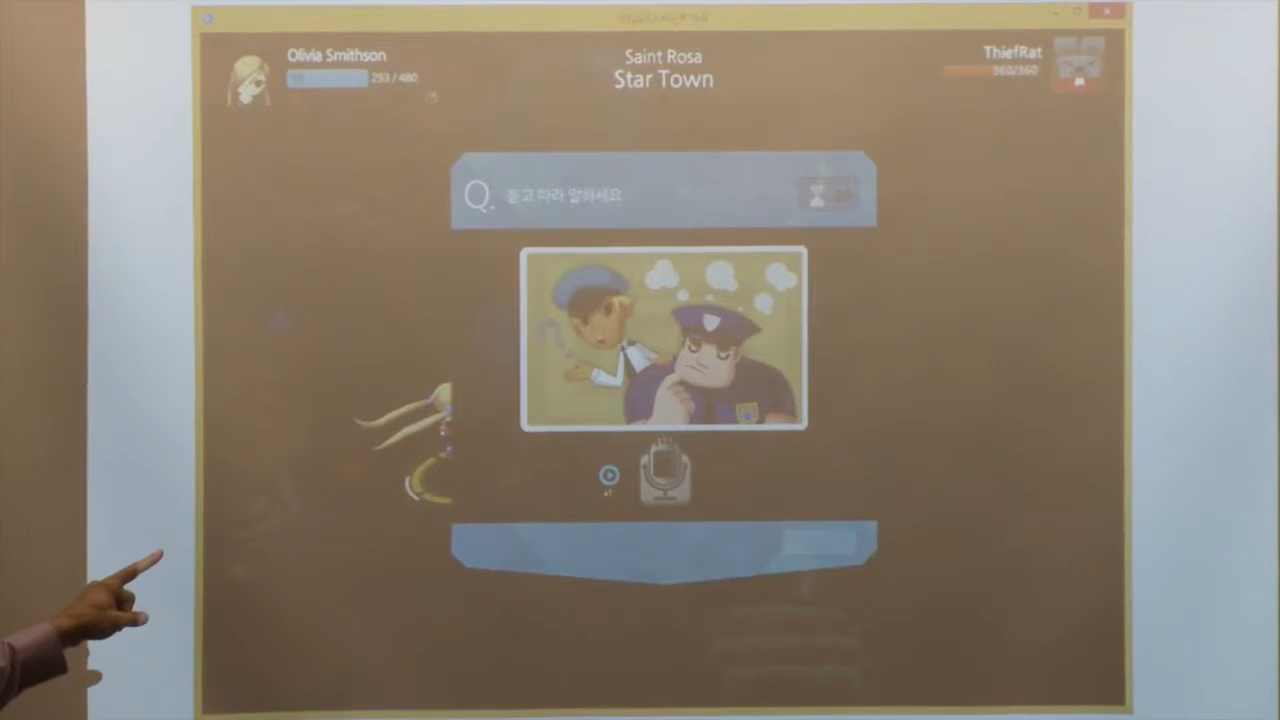 Olivia Smithson
293 / 480
Saint Rosa
Star Town
ThiefRat
360/360
Q. 듣고 따라 말하세요
20